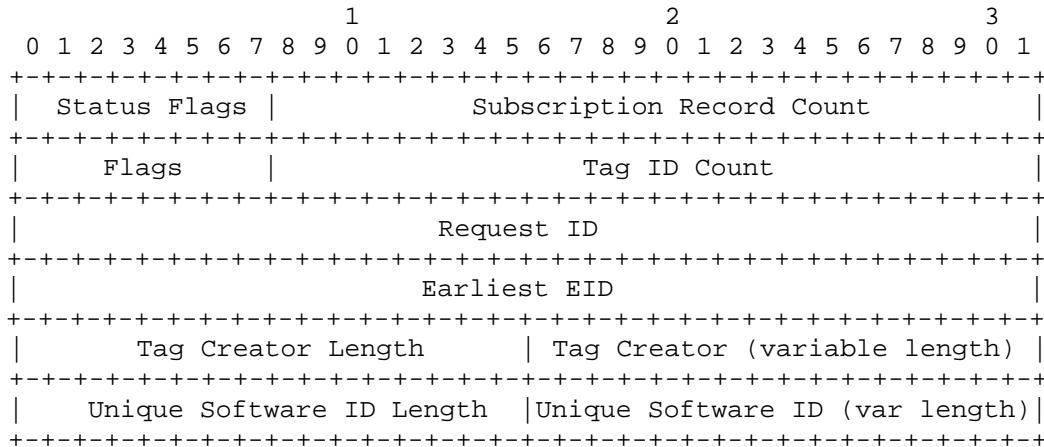 1                   2                   3
 0 1 2 3 4 5 6 7 8 9 0 1 2 3 4 5 6 7 8 9 0 1 2 3 4 5 6 7 8 9 0 1
+-+-+-+-+-+-+-+-+-+-+-+-+-+-+-+-+-+-+-+-+-+-+-+-+-+-+-+-+-+-+-+-+
|  Status Flags |            Subscription Record Count          |
+-+-+-+-+-+-+-+-+-+-+-+-+-+-+-+-+-+-+-+-+-+-+-+-+-+-+-+-+-+-+-+-+
|     Flags     |                   Tag ID Count                |
+-+-+-+-+-+-+-+-+-+-+-+-+-+-+-+-+-+-+-+-+-+-+-+-+-+-+-+-+-+-+-+-+
|                          Request ID                           |
+-+-+-+-+-+-+-+-+-+-+-+-+-+-+-+-+-+-+-+-+-+-+-+-+-+-+-+-+-+-+-+-+
|                         Earliest EID                          |
+-+-+-+-+-+-+-+-+-+-+-+-+-+-+-+-+-+-+-+-+-+-+-+-+-+-+-+-+-+-+-+-+
|       Tag Creator Length      | Tag Creator (variable length) |
+-+-+-+-+-+-+-+-+-+-+-+-+-+-+-+-+-+-+-+-+-+-+-+-+-+-+-+-+-+-+-+-+
|    Unique Software ID Length  |Unique Software ID (var length)|
+-+-+-+-+-+-+-+-+-+-+-+-+-+-+-+-+-+-+-+-+-+-+-+-+-+-+-+-+-+-+-+-+